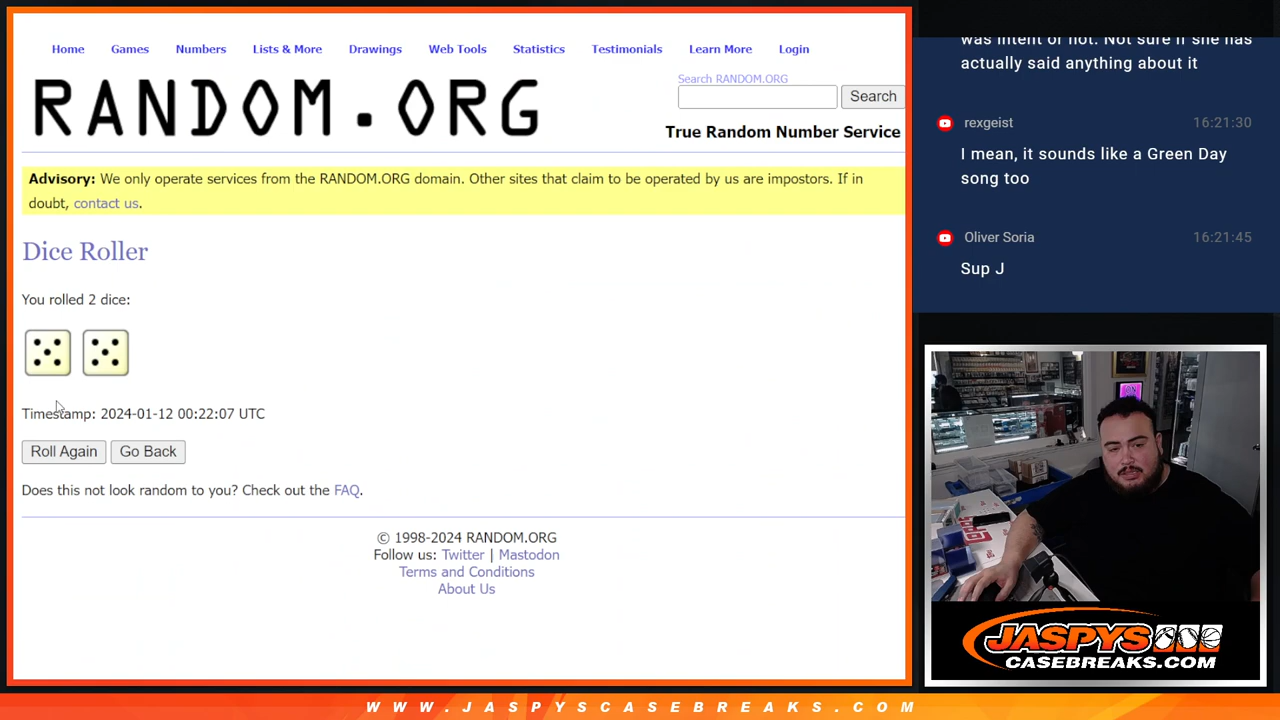 Home Games Numbers Lists & More Drawings Web Tools Statistics Testimonials Learn More Login
RANDOM.ORG
Search RANDOM.ORG
Search
True Random Number Service
Advisory: We only operate services from the RANDOM.ORG domain. Other sites that claim to be operated by us are impostors. If in
doubt, contact us.
Dice Roller
You rolled 2 dice:
Timestamp: 2024-01-12 00:22:07 UTC
Roll Again Go Back
Does this not look random to you? Check out the FAQ.
© 1998-2024 RANDOM.ORG
Follow us: Twitter | Mastodon
Terms and Conditions
About Us
was intent or not. Not sure if she has
actually said anything about it
rexgeist 16:21:30
I mean, it sounds like a Green Day
song too
Oliver Soria 16:21:45
Sup J
JASPYS
CASEBREAKS.COM
WWW.JASPYSCASEBREAKS.COM